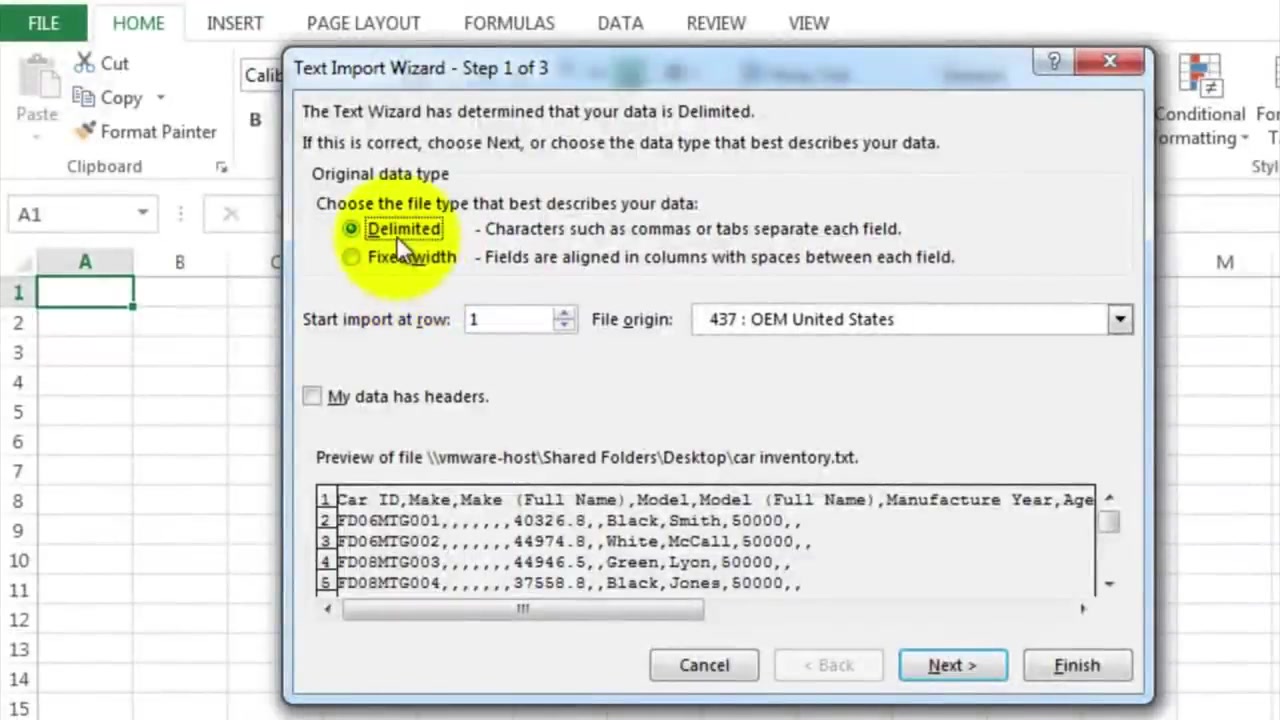 FILE HOME INSERT PAGE LAYOUT FORMULAS DATA REVIEW VIEW
Text Import Wizard - Step 1 of 3
?
Cut
Copy
Paste
Format Painter
Clipboard
B
Conditional
Formatting
A1
The Text Wizard has determined that your data is Delimited.
If this is correct, choose Next, or choose the data type that best describes your data.
Original data type
Choose the file type that best describes your data:
Delimited - Characters such as commas or tabs separate each field.
Fixed width - Fields are aligned in columns with spaces between each field.
Start import at row: 1 File origin: 437 : OEM United States
My data has headers.
Preview of file \\vmware-host\Shared Folders\Desktop\car inventory.txt.
1 Car ID,Make,Make (Full Name),Model,Model (Full Name),Manufacture Year,Age
2 FD06MTG001,,,,,,,40326.8,,Black,Smith,50000,,
3 FD06MTG002,,,,,,,44974.8,,White,McCall,50000,,
4 FD08MTG003,,,,,,,44946.5,,Green,Lyon,50000,,
5 FD08MTG004,,,,,,,37558.8,,Black,Jones,50000,,
Cancel < Back Next > Finish
A B M
1
2
3
4
5
6
7
8
9
10
11
12
13
14
15